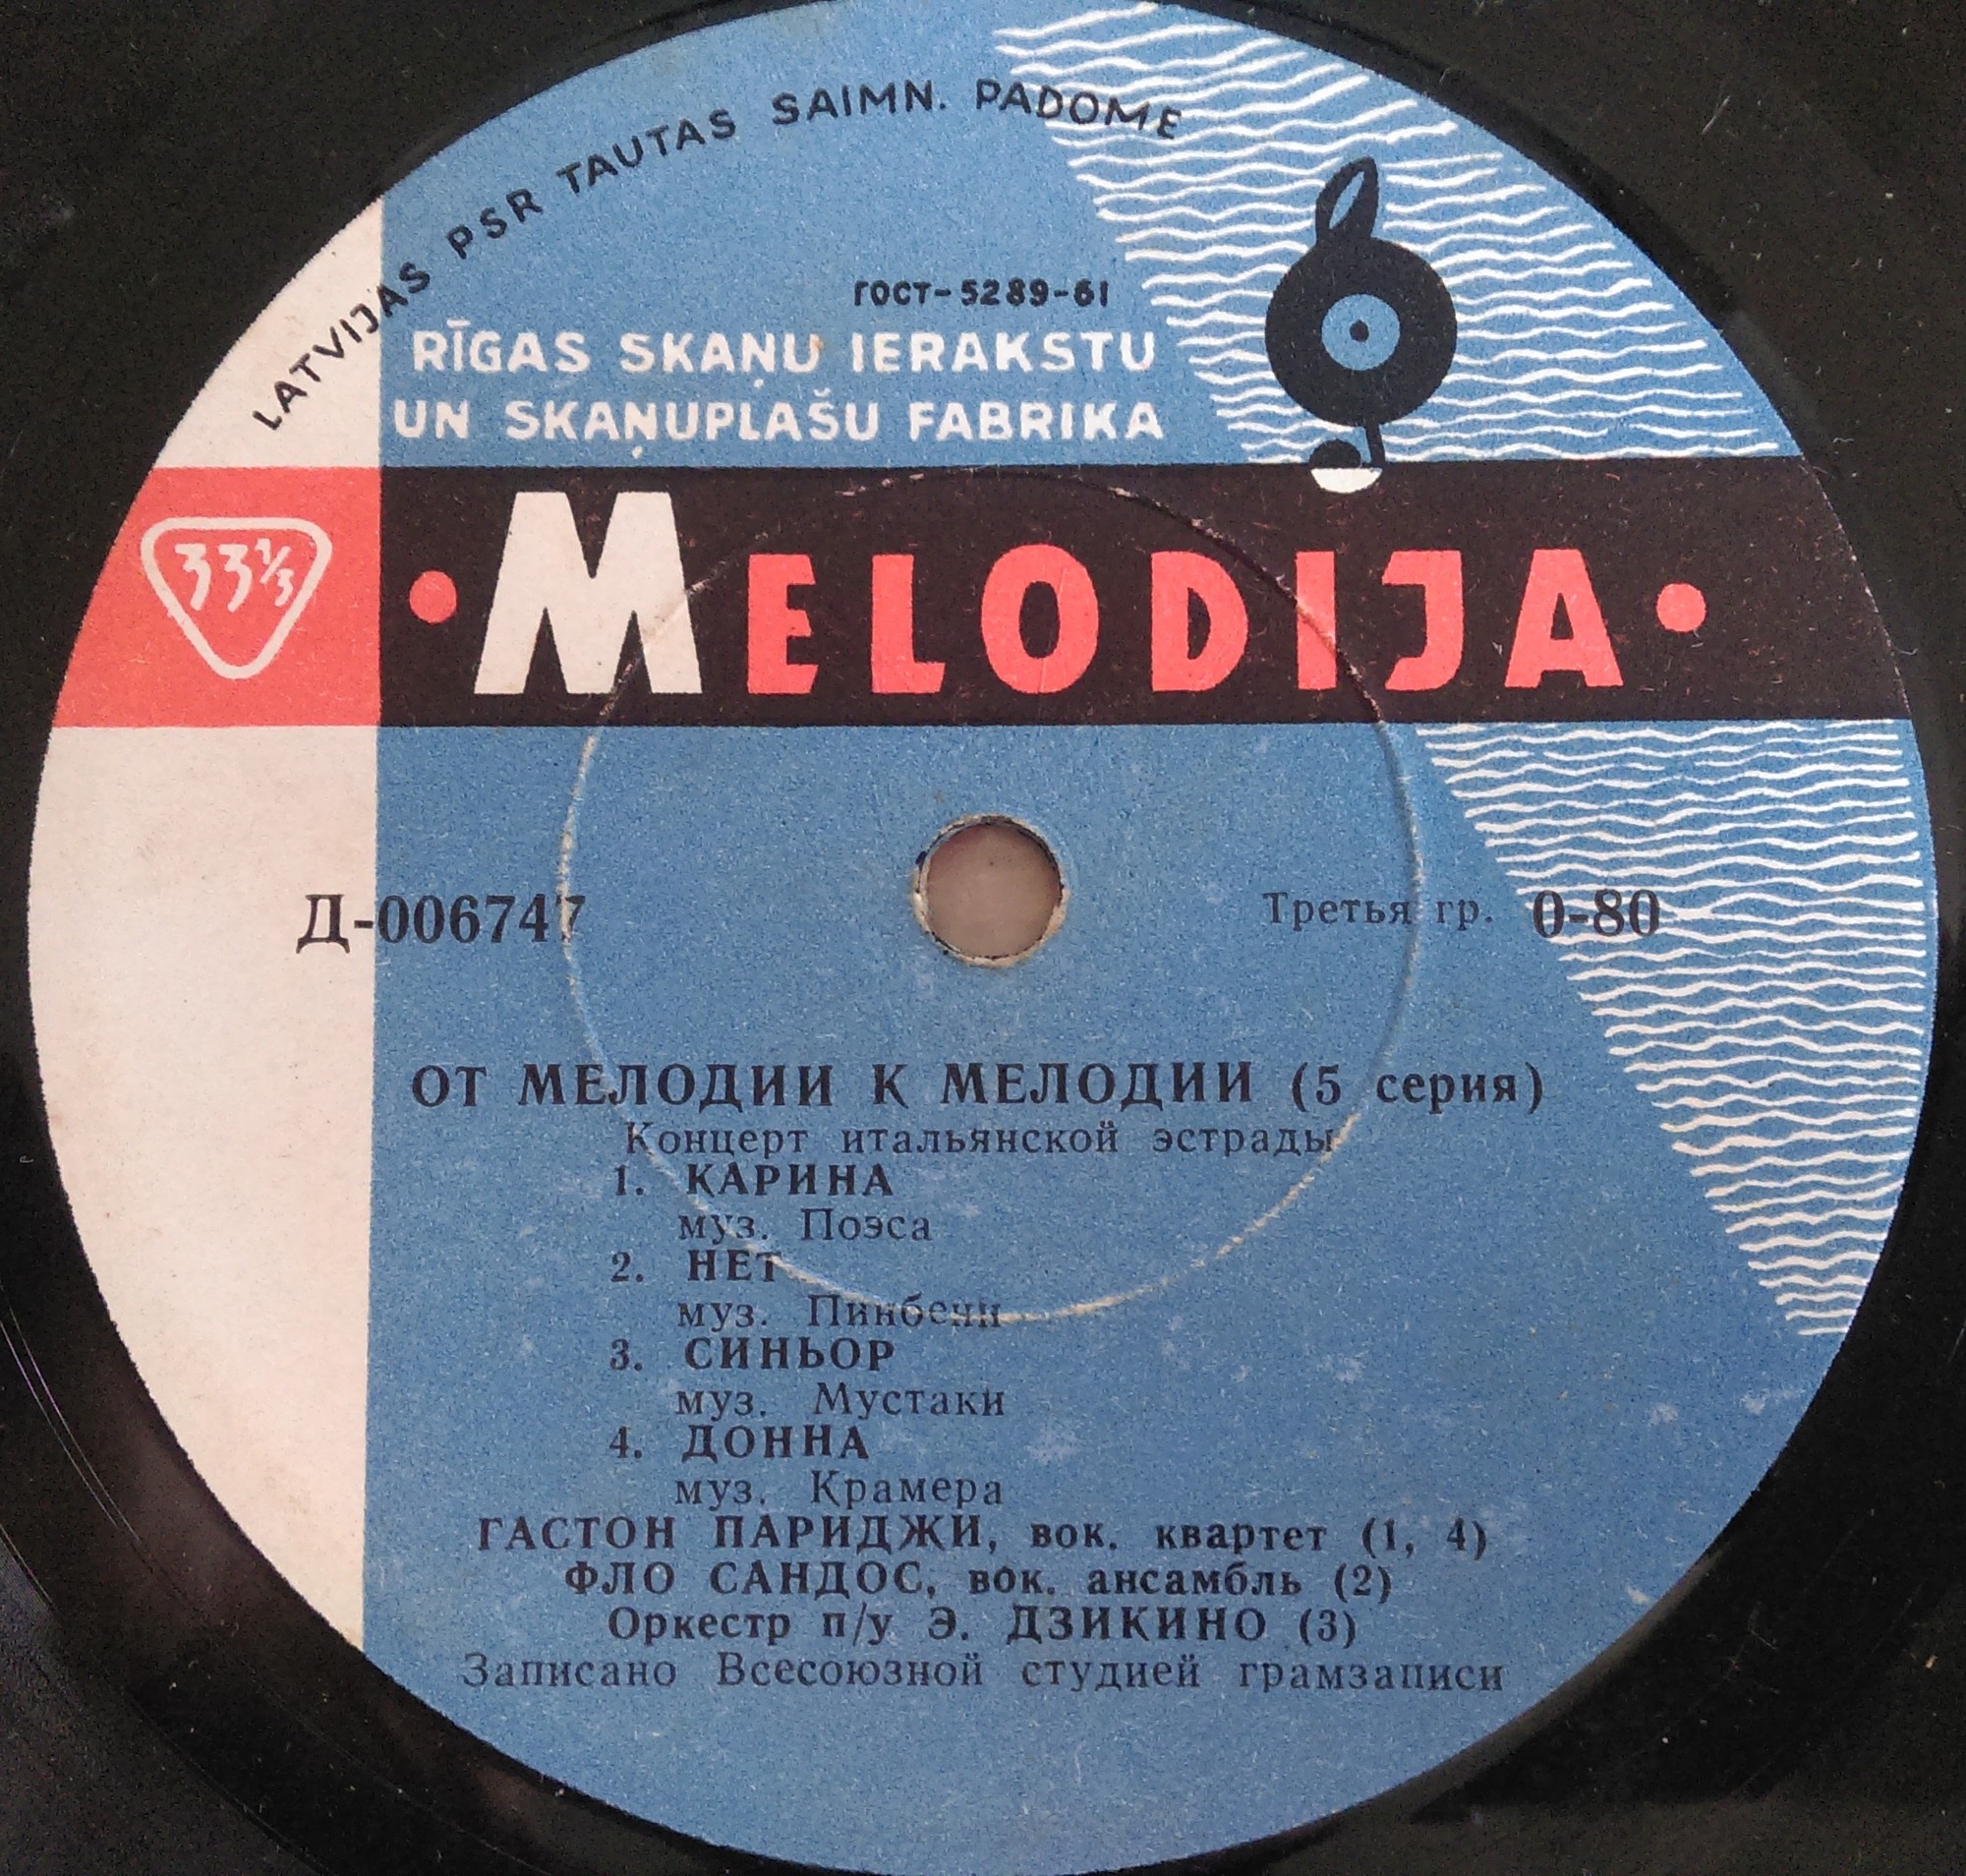 LATVIJAS PSR TAUTAS SAIMN. PADOME
ГОСТ-5289-61
RĪGAS SKAŅU IERAKSTU
UN SKAŅUPLAŠU FABRIKA
33⅓
·MELODIJA·
Д-006747
Третья гр. 0-80
ОТ МЕЛОДИИ К МЕЛОДИИ (5 серия)
Концерт итальянской эстрады
1. КАРИНА
муз. Поэса
2. НЕТ
муз. Пинбени
3. СИНЬОР
муз. Мустаки
4. ДОННА
муз. Крамера
ГАСТОН ПАРИДЖИ, вок. квартет (1, 4)
ФЛО САНДОС, вок. ансамбль (2)
Оркестр п/у Э. ДЗИКИНО (3)
Записано Всесоюзной студией грамзаписи